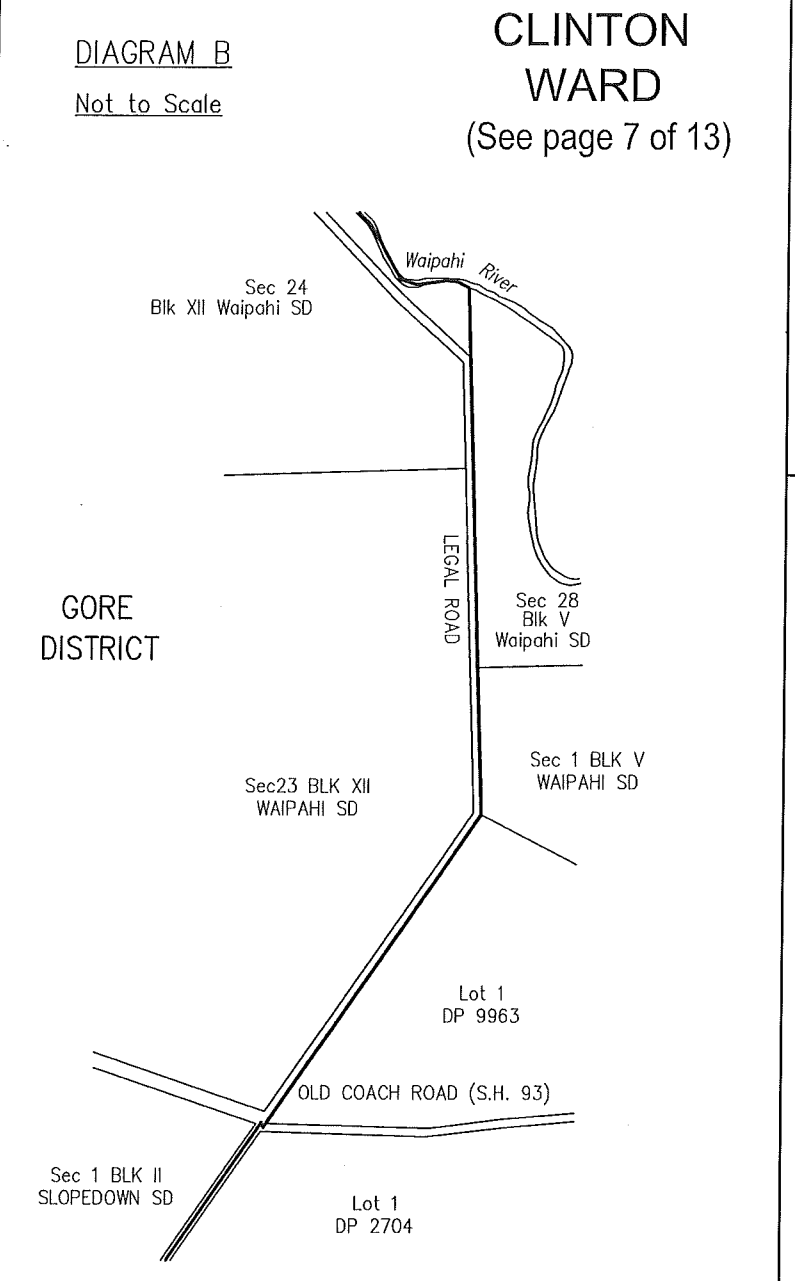 DIAGRAM B
Not to Scale
CLINTON
WARD
(See page 7 of 13)
Waipahi River
Sec 24
Blk XII Waipahi SD
LEGAL ROAD
GORE
DISTRICT
Sec 28
Blk V
Waipahi SD
Sec 1 BLK V
WAIPAHI SD
Sec23 BLK XII
WAIPAHI SD
Lot 1
DP 9963
OLD COACH ROAD (S.H. 93)
Sec 1 BLK II
SLOPEDOWN SD
Lot 1
DP 2704